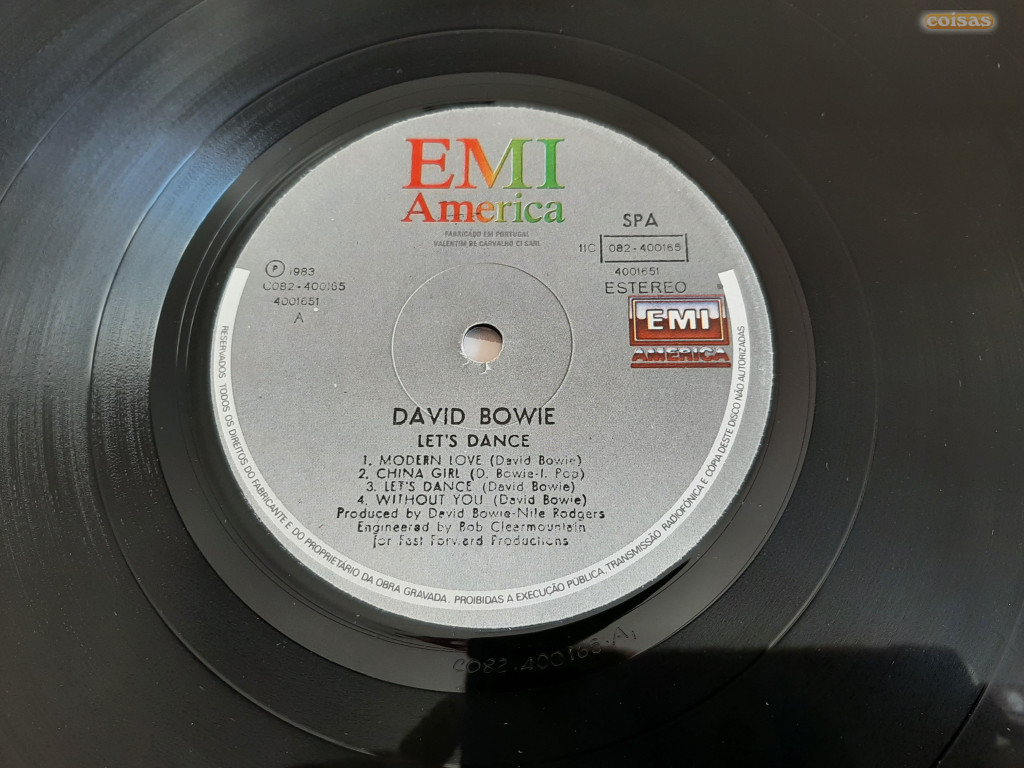 coisas
EMI
America
FABRICADO EM PORTUGAL
VALENTIM DE CARVALHO CI SARL
SPA
11C 082-400165
4001651
ESTEREO
EMI
AMERICA
℗ 1983
C082-400165
4001651
A
DAVID BOWIE
LET'S DANCE
1. MODERN LOVE (David Bowie)
2. CHINA GIRL (D. Bowie-I. Pop)
3. LET'S DANCE (David Bowie)
4. WITHOUT YOU (David Bowie)
Produced by David Bowie-Nile Rodgers
Engineered by Bob Clearmountain
for Fast Forward Productions
RESERVADOS TODOS OS DIREITOS DO FABRICANTE E DO PROPRIETÁRIO DA OBRA GRAVADA. PROIBIDAS A EXECUÇÃO PÚBLICA, TRANSMISSÃO RADIOFÓNICA E CÓPIA DESTE DISCO NÃO AUTORIZADAS
C082-400165-A1